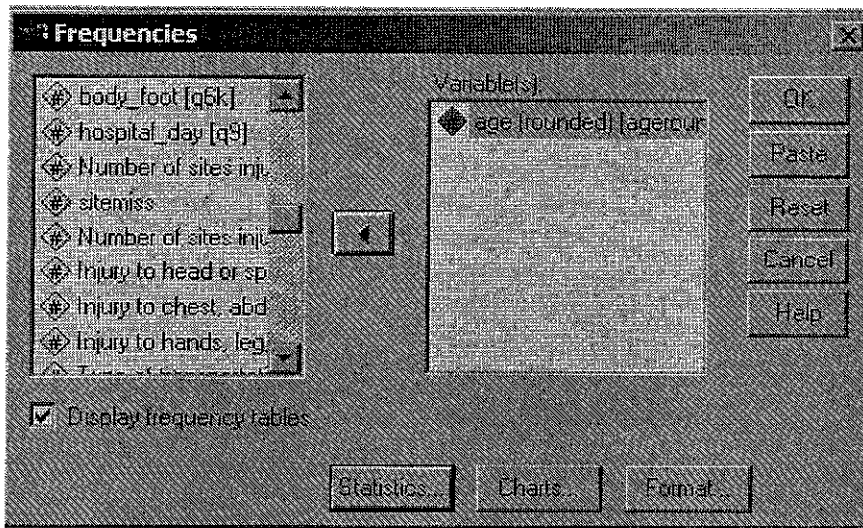 Frequencies
body_foot [q6k]
hospital_day [q9]
Number of sites inju
sitemiss
Number of sites inju
Injury to head or sp
Injury to chest, abd
Injury to hands, leg
Variable(s):
age (rounded) [ageroun
OK
Paste
Reset
Cancel
Help
Display frequency tables
Statistics...
Charts...
Format...